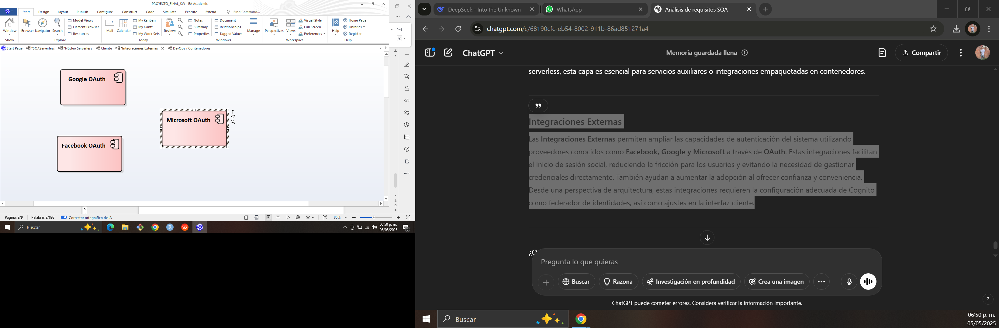 PROYECTO_FINAL_SW - EA Academic
Start Design Layout Publish Configure Construct Code Simulate Execute Extend Find Command...
Window
Show
Browser Navigator Search
Model Views
Element Browser
Resources
Explore
Mail Calendar
My Kanban
My Gantt
My Work Sets
Today
Reviews
Notes
Summary
Properties
Document
Relationships
Tagged Values
Windows
Manage
Perspectives Views
Visual Style
Full Screen
Preferences
Workspace
Help
Home Page
Libraries
Register
Help
Start Page *SOAServerless *Núcleo Serverless Cliente *Integraciones Externas DevOps / Contenedores
Google OAuth
Microsoft OAuth
Facebook OAuth
28
Página: 9/9 Palabras:2/893 Corrector ortográfico de IA 85%
Buscar
06:50 p. m.
05/05/2025
5
DeepSeek - Into the Unknown WhatsApp Análisis de requisitos SOA
chatgpt.com/c/68190cfc-eb54-8002-911b-86ad851271a4
ChatGPT Memoria guardada llena Compartir
serverless, esta capa es esencial para servicios auxiliares o integraciones empaquetadas en contenedores.
Integraciones Externas
Las Integraciones Externas permiten ampliar las capacidades de autenticación del sistema utilizando
proveedores conocidos como Facebook, Google y Microsoft a través de OAuth. Estas integraciones facilitan
el inicio de sesión social, reduciendo la fricción para los usuarios y evitando la necesidad de gestionar
credenciales directamente. También ayudan a aumentar la adopción al ofrecer confianza y conveniencia.
Desde una perspectiva de arquitectura, estas integraciones requieren la configuración adecuada de Cognito
como federador de identidades, así como ajustes en la interfaz cliente.
Pregunta lo que quieras
Buscar Razona Investigación en profundidad Crea una imagen
ChatGPT puede cometer errores. Considera verificar la información importante.
?
Buscar
06:50 p. m.
05/05/2025